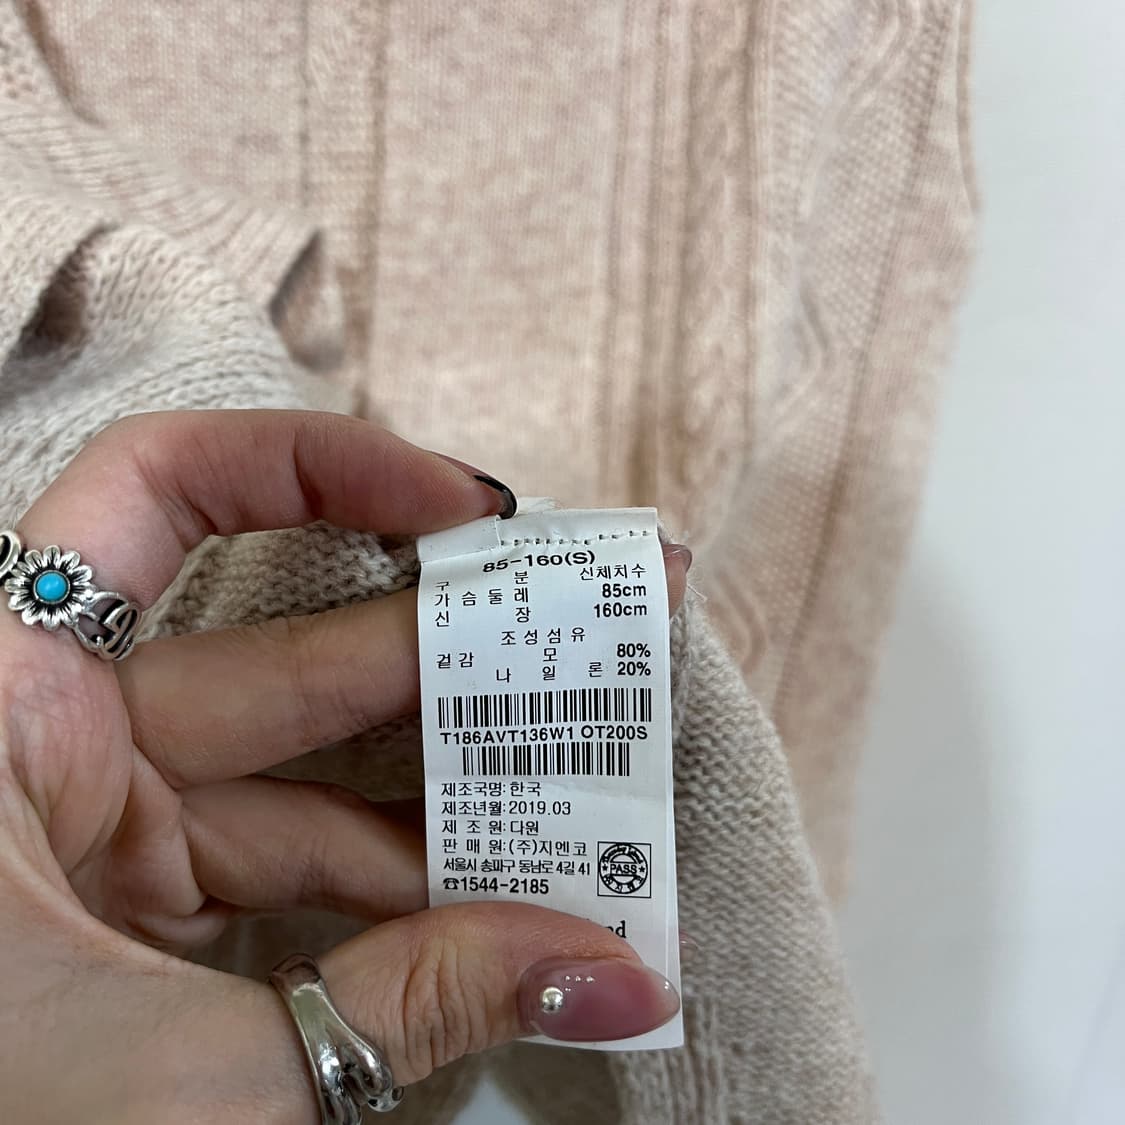 85-160(S)
구 분 신체치수
가슴둘레 85cm
신 장 160cm
조성섬유
겉감 모 80%
나 일 론 20%
T186AVT136W1 OT200S
제조국명: 한국
제조년월: 2019.03
제 조 원: 다원
판 매 원: (주)지엔코
서울시 송파구 동남로 4길 41
☎1544-2185
PASS